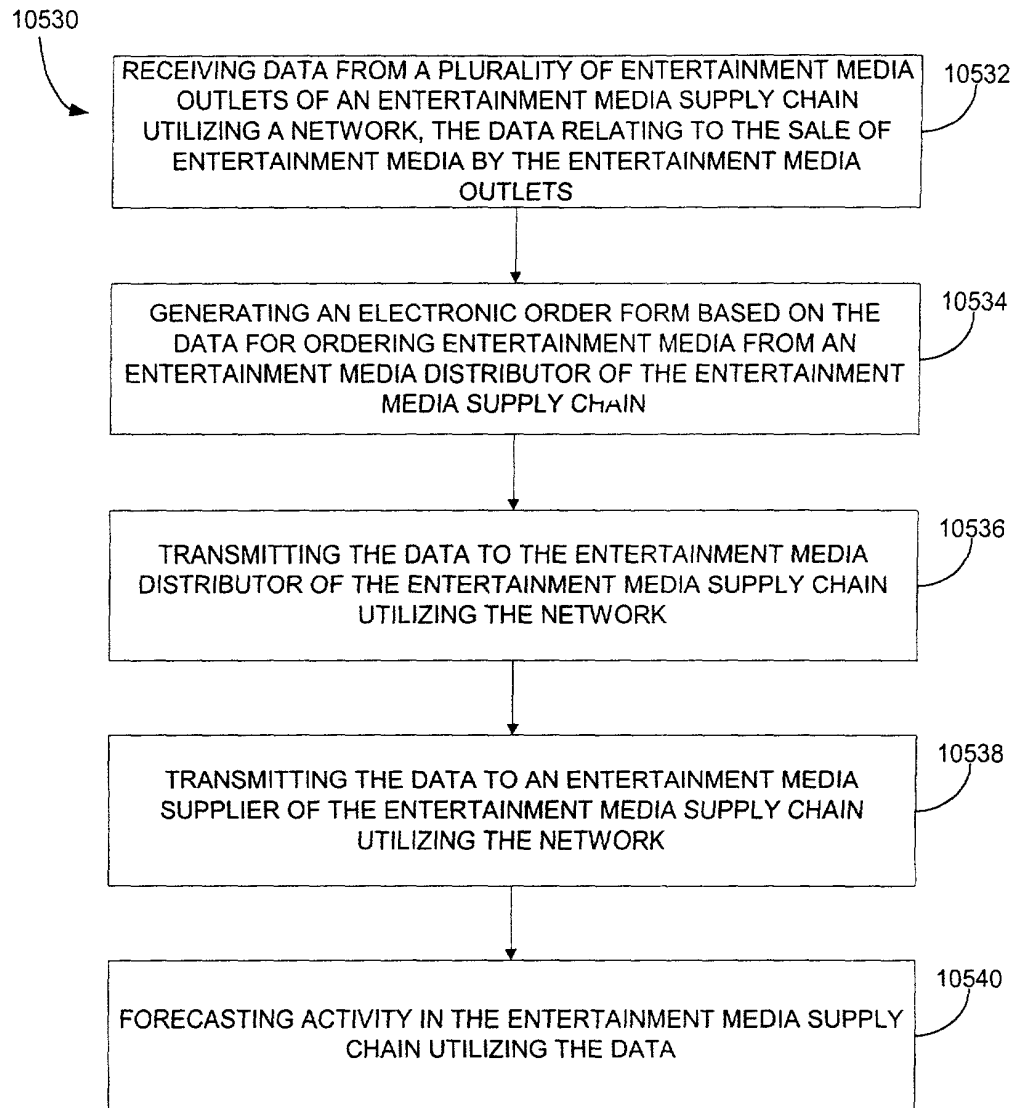 10530
RECEIVING DATA FROM A PLURALITY OF ENTERTAINMENT MEDIA
OUTLETS OF AN ENTERTAINMENT MEDIA SUPPLY CHAIN
UTILIZING A NETWORK, THE DATA RELATING TO THE SALE OF
ENTERTAINMENT MEDIA BY THE ENTERTAINMENT MEDIA
OUTLETS
10532
GENERATING AN ELECTRONIC ORDER FORM BASED ON THE
DATA FOR ORDERING ENTERTAINMENT MEDIA FROM AN
ENTERTAINMENT MEDIA DISTRIBUTOR OF THE ENTERTAINMENT
MEDIA SUPPLY CHAIN
10534
TRANSMITTING THE DATA TO THE ENTERTAINMENT MEDIA
DISTRIBUTOR OF THE ENTERTAINMENT MEDIA SUPPLY CHAIN
UTILIZING THE NETWORK
10536
TRANSMITTING THE DATA TO AN ENTERTAINMENT MEDIA
SUPPLIER OF THE ENTERTAINMENT MEDIA SUPPLY CHAIN
UTILIZING THE NETWORK
10538
FORECASTING ACTIVITY IN THE ENTERTAINMENT MEDIA SUPPLY
CHAIN UTILIZING THE DATA
10540